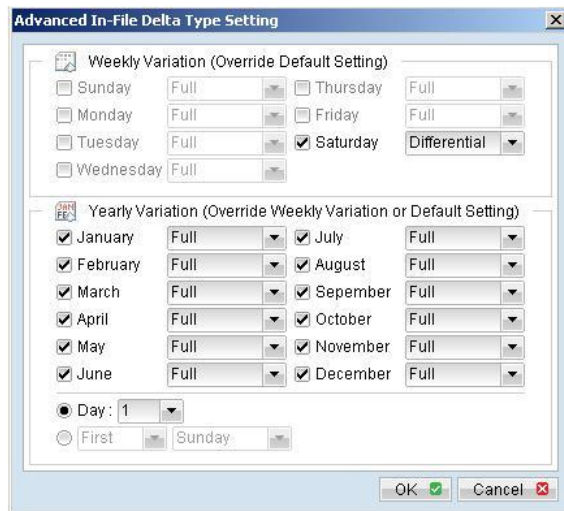 Advanced In-File Delta Type Setting
Weekly Variation (Override Default Setting)
Sunday Full Thursday Full
Monday Full Friday Full
Tuesday Full Saturday Differential
Wednesday Full
JAN FE Yearly Variation (Override Weekly Variation or Default Setting)
January Full July Full
February Full August Full
March Full Sepember Full
April Full October Full
May Full November Full
June Full December Full
Day : 1
First Sunday
OK Cancel